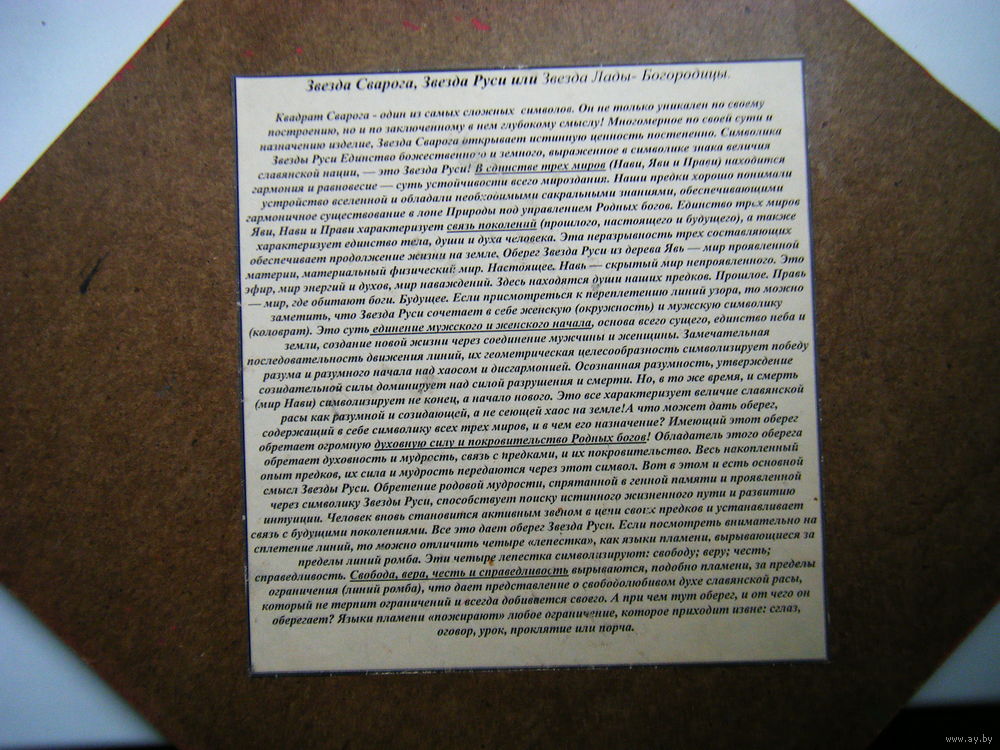 Звезда Сварога, Звезда Руси или Звезда Лады- Богородицы.
Квадрат Сварога - один из самых сложных символов. Он не только уникален по своему
построению, но и по заключенному в нем глубокому смыслу! Многомерное по своей сути и
назначению изделие, Звезда Сварога открывает истинную ценность постепенно. Символика
Звезды Руси Единство божественного и земного, выраженное в символике знака величия
славянской нации, — это Звезда Руси! В единстве трех миров (Нави, Яви и Прави) находится
гармония и равновесие — суть устойчивости всего мироздания. Наши предки хорошо понимали
устройство вселенной и обладали необходимыми сакральными знаниями, обеспечивающими
гармоничное существование в лоне Природы под управлением Родных богов. Единство трех миров
Яви, Нави и Прави характеризует связь поколений (прошлого, настоящего и будущего), а также
характеризует единство тела, души и духа человека. Эта неразрывность трех составляющих
обеспечивает продолжение жизни на земле. Оберег Звезда Руси из дерева Явь — мир проявленной
материи, материальный физический мир. Настоящее. Навь — скрытый мир непроявленного. Это
эфир, мир энергий и духов, мир наваждений. Здесь находятся души наших предков. Прошлое. Правь
— мир, где обитают боги. Будущее. Если присмотреться к переплетению линий узора, то можно
заметить, что Звезда Руси сочетает в себе женскую (окружность) и мужскую символику
(коловрат). Это суть единение мужского и женского начала, основа всего сущего, единство неба и
земли, создание новой жизни через соединение мужчины и женщины. Замечательная
последовательность движения линий, их геометрическая целесообразность символизирует победу
разума и разумного начала над хаосом и дисгармонией. Осознанная разумность, утверждение
созидательной силы доминирует над силой разрушения и смерти. Но, в то же время, и смерть
(мир Нави) символизирует не конец, а начало нового. Это все характеризует величие славянской
расы как разумной и созидающей, а не сеющей хаос на земле!А что может дать оберег,
содержащий в себе символику всех трех миров, и в чем его назначение? Имеющий этот оберег
обретает огромную духовную силу и покровительство Родных богов! Обладатель этого оберега
обретает духовность и мудрость, связь с предками, и их покровительство. Весь накопленный
опыт предков, их сила и мудрость передаются через этот символ. Вот в этом и есть основной
смысл Звезды Руси. Обретение родовой мудрости, спрятанной в генной памяти и проявленной
через символику Звезды Руси, способствует поиску истинного жизненного пути и развитию
интуиции. Человек вновь становится активным звеном в цепи своих предков и устанавливает
связь с будущими поколениями. Все это дает оберег Звезда Руси. Если посмотреть внимательно на
сплетение линий, то можно отличить четыре «лепестка», как языки пламени, вырывающиеся за
пределы линий ромба. Эти четыре лепестка символизируют: свободу; веру; честь;
справедливость. Свобода, вера, честь и справедливость вырываются, подобно пламени, за пределы
ограничения (линий ромба), что дает представление о свободолюбивом духе славянской расы,
который не терпит ограничений и всегда добивается своего. А при чем тут оберег, и от чего он
оберегает? Языки пламени «пожирают» любое ограничение, которое приходит извне: сглаз,
оговор, урок, проклятие или порча.
www.ay.by